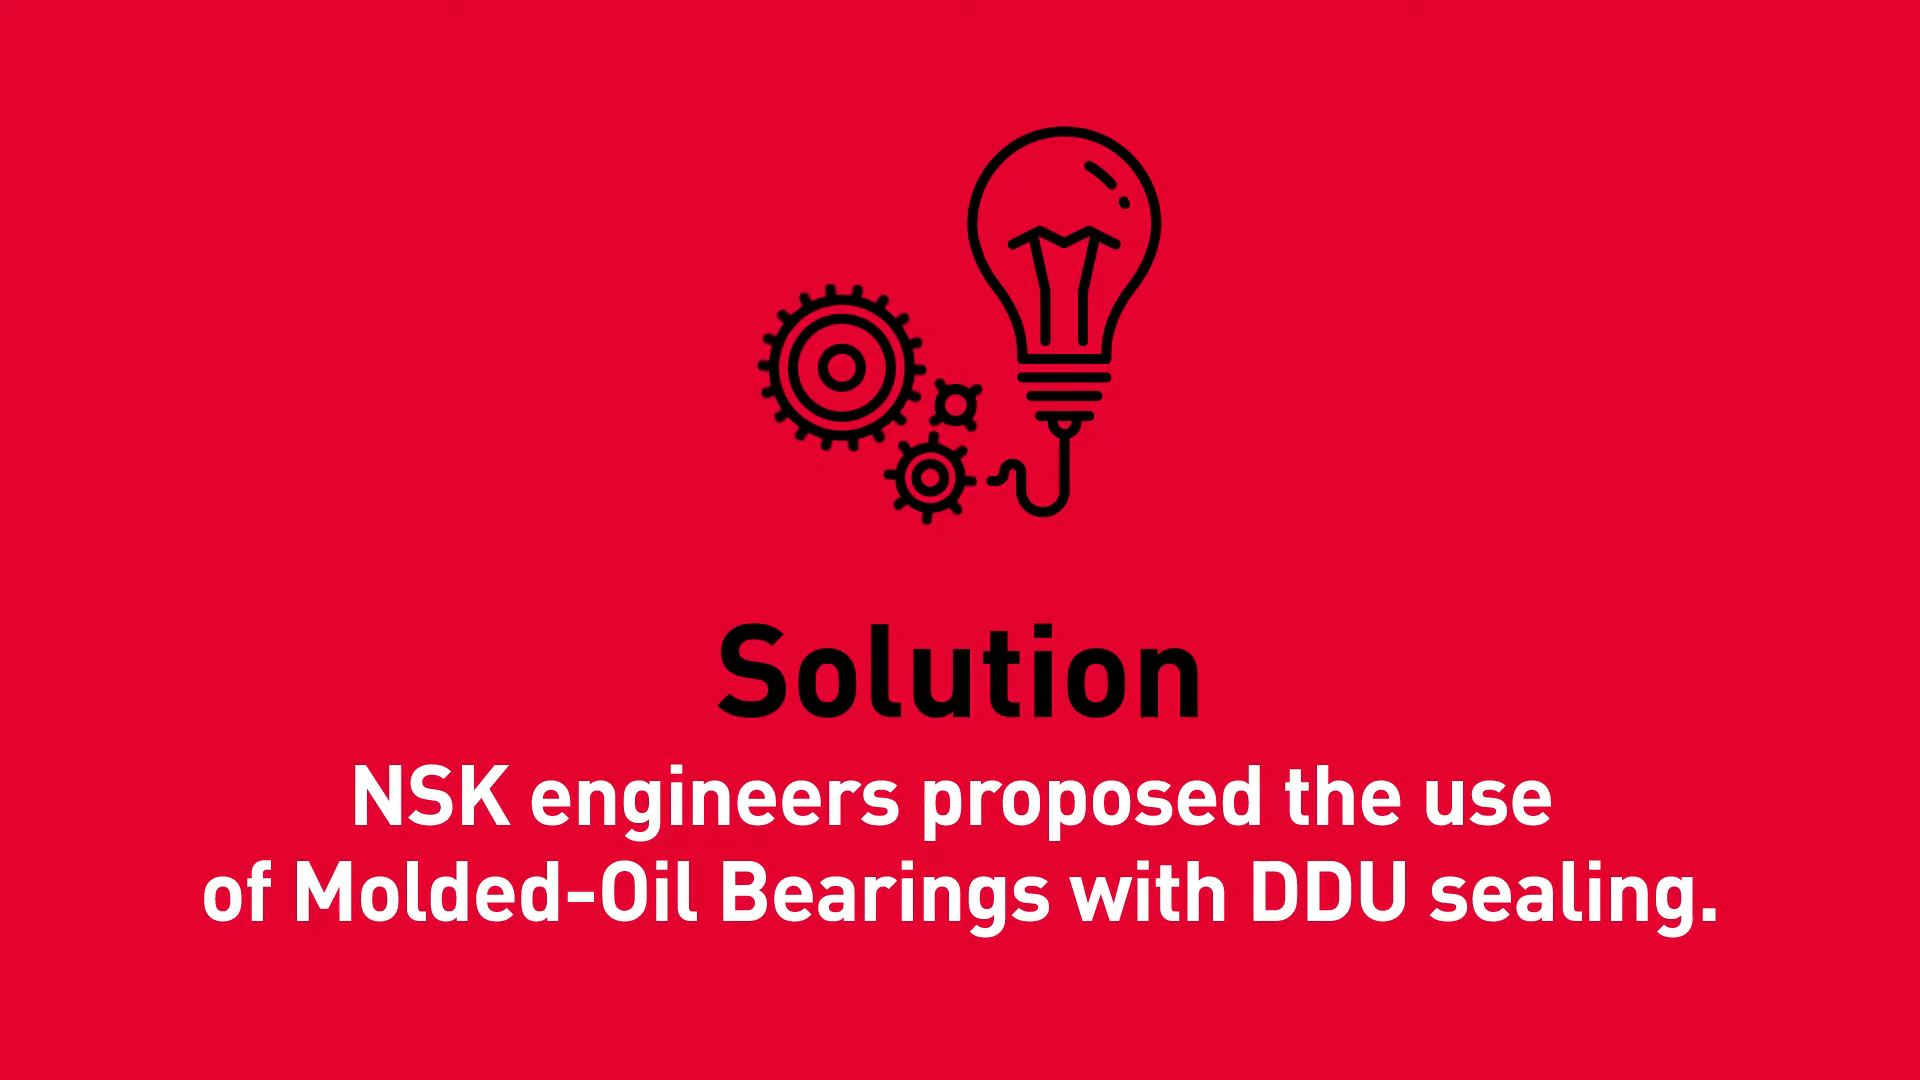 Solution
NSK engineers proposed the use
of Molded-Oil Bearings with DDU sealing.